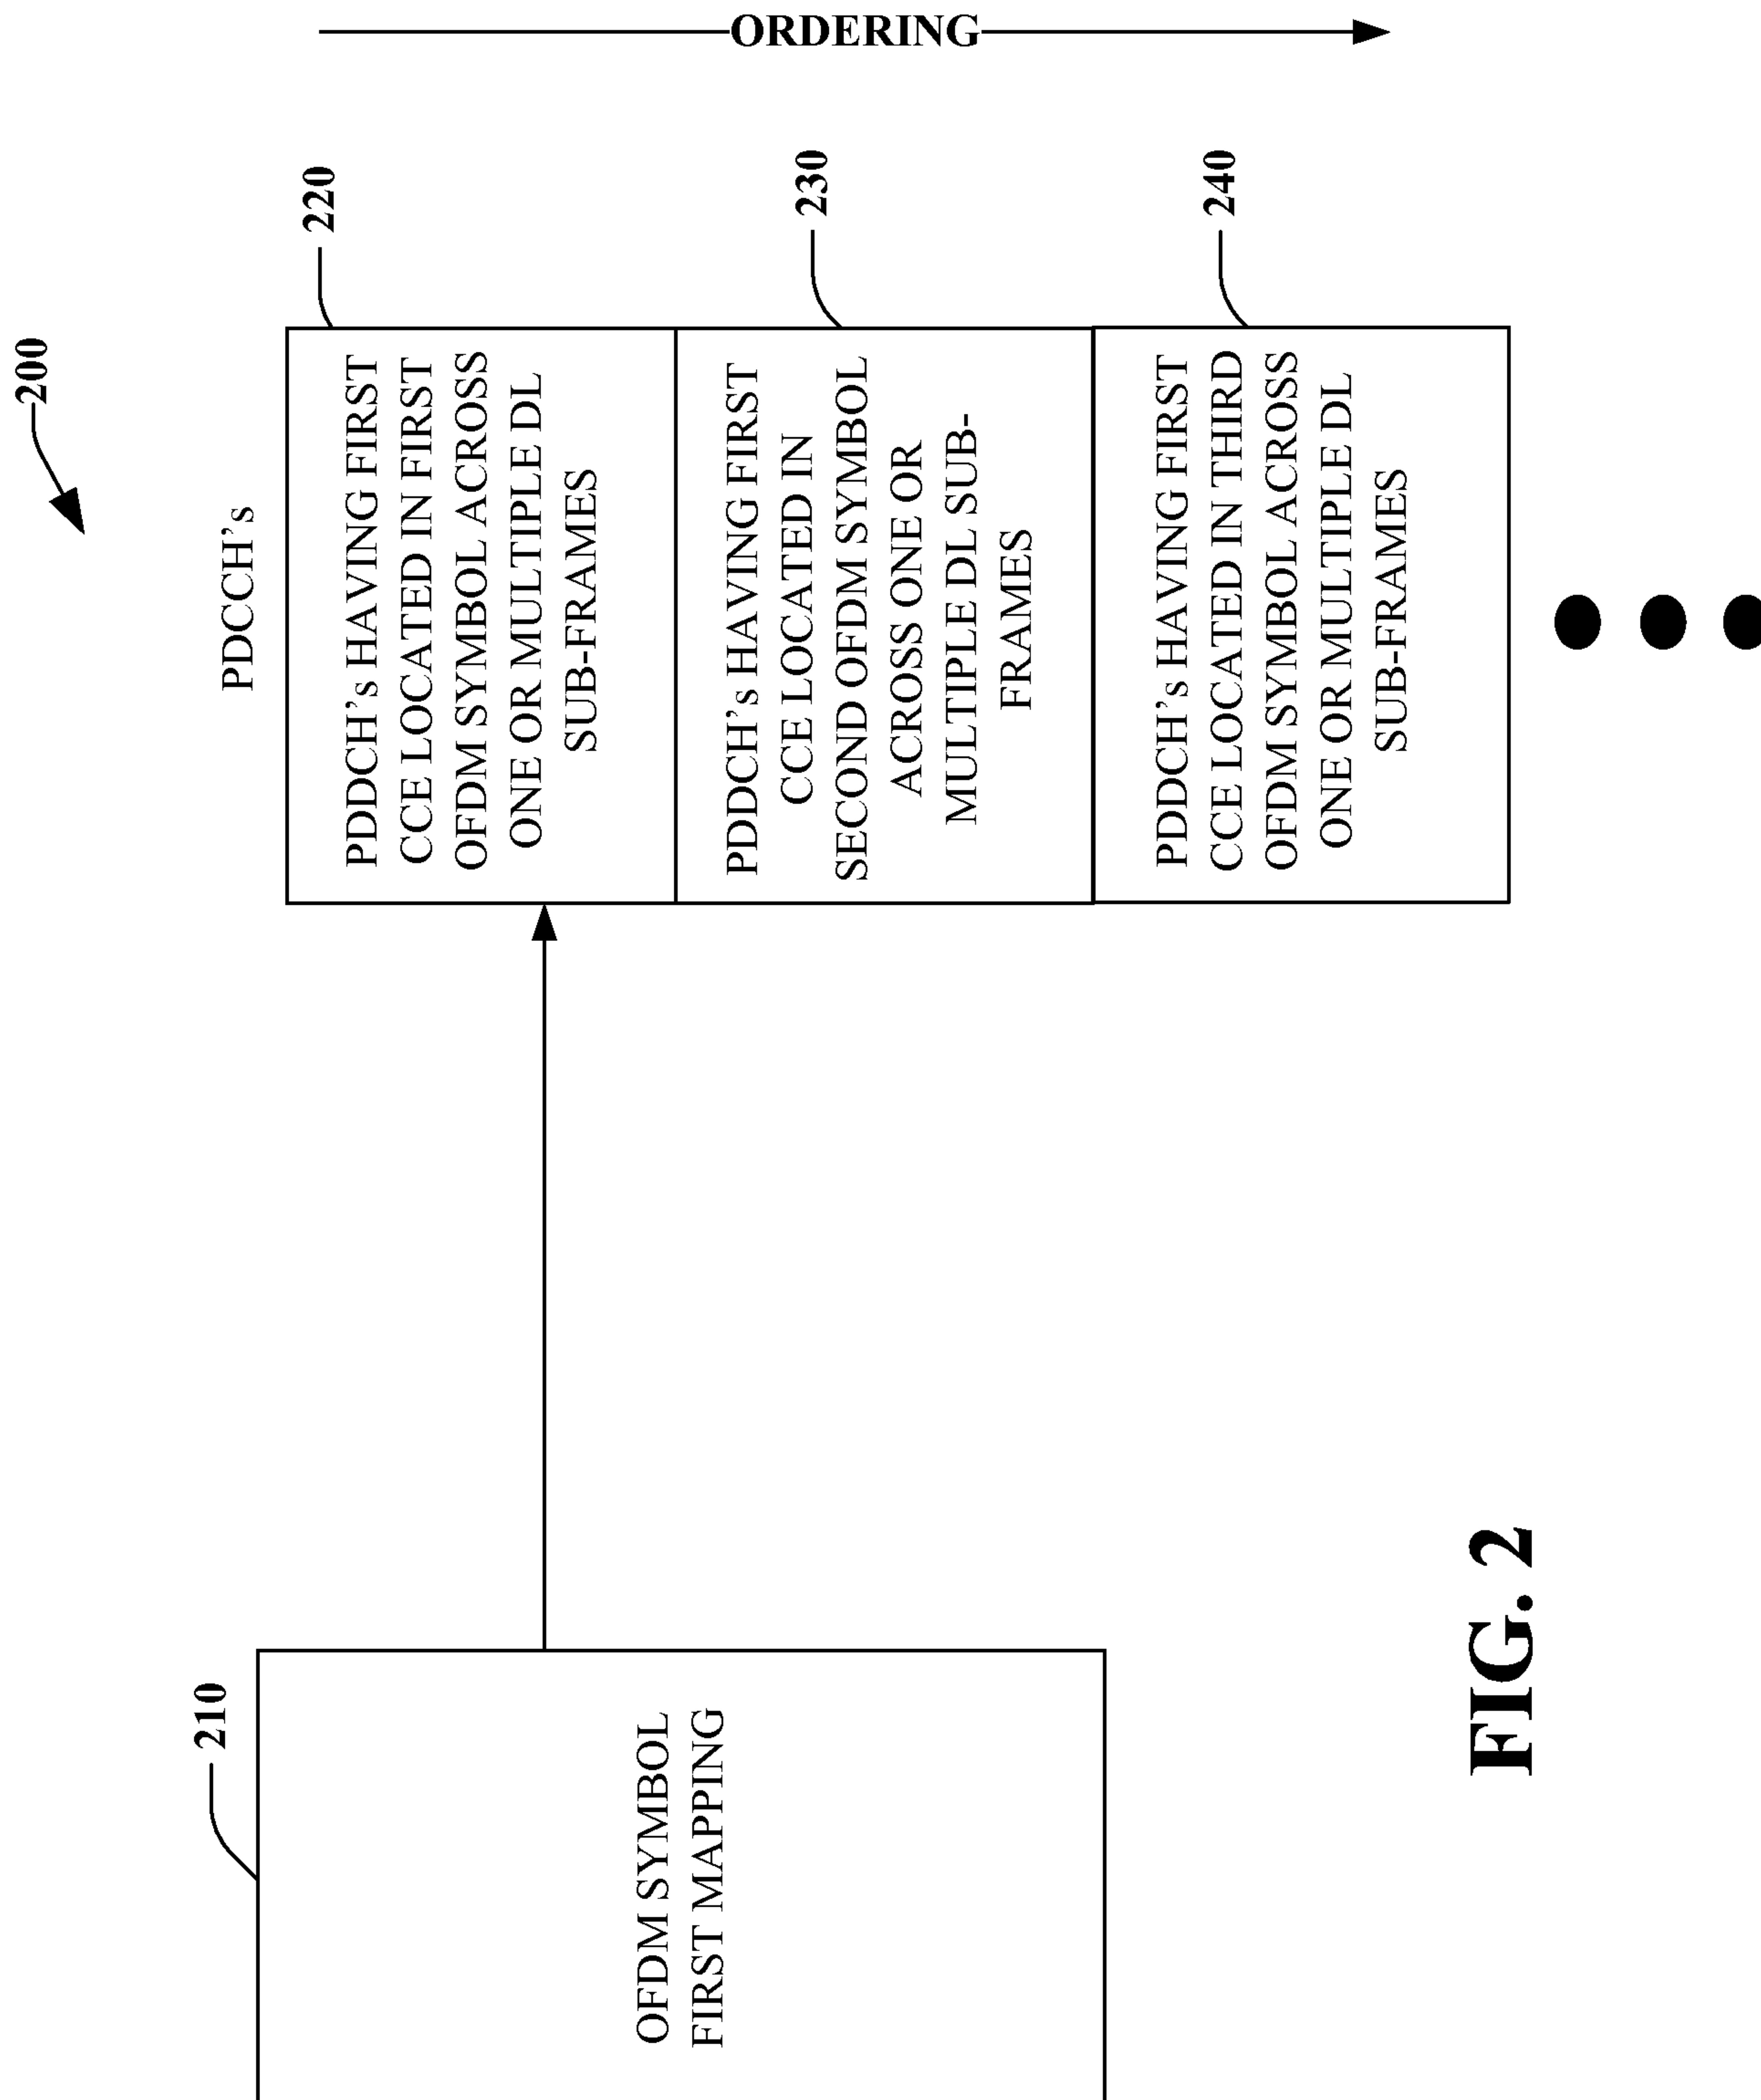 200
PDCCH's
210
OFDM SYMBOL
FIRST MAPPING
220
PDDCH's HAVING FIRST
CCE LOCATED IN FIRST
OFDM SYMBOL ACROSS
ONE OR MULTIPLE DL
SUB-FRAMES
230
PDDCH's HAVING FIRST
CCE LOCATED IN
SECOND OFDM SYMBOL
ACROSS ONE OR
MULTIPLE DL SUB-
FRAMES
240
PDDCH's HAVING FIRST
CCE LOCATED IN THIRD
OFDM SYMBOL ACROSS
ONE OR MULTIPLE DL
SUB-FRAMES
ORDERING
FIG. 2